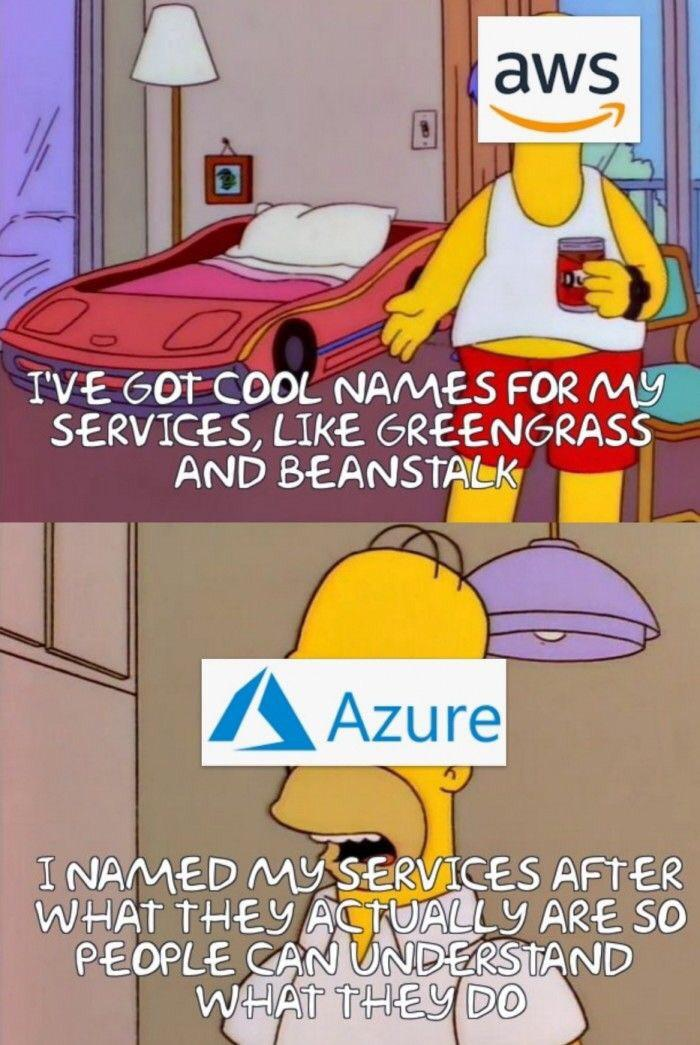 aws
I'VE GOT COOL NAMES FOR MY
SERVICES, LIKE GREENGRASS
AND BEANSTALK
Azure
I NAMED MY SERVICES AFTER
WHAT THEY ACTUALLY ARE SO
PEOPLE CAN UNDERSTAND
WHAT THEY DO